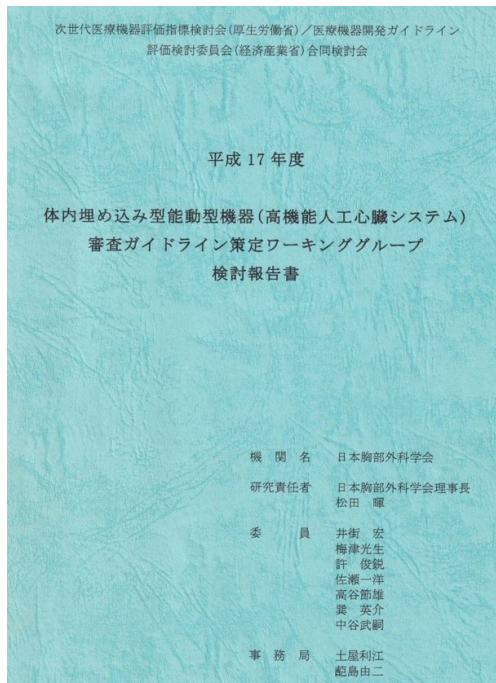 次世代医療機器評価指標検討会(厚生労働省)/医療機器開発ガイドライン
評価検討委員会(経済産業省)合同検討会
平成 17 年度
体内埋め込み型能動型機器(高機能人工心臓システム)
審査ガイドライン策定ワーキンググループ
検討報告書
機 関 名 日本胸部外科学会
研究責任者 日本胸部外科学会理事長
松田 暉
委 員 井街 宏
梅津光生
許 俊鋭
佐瀬一洋
高谷節雄
巽 英介
中谷武嗣
事 務 局 土屋利江
蓜島由二